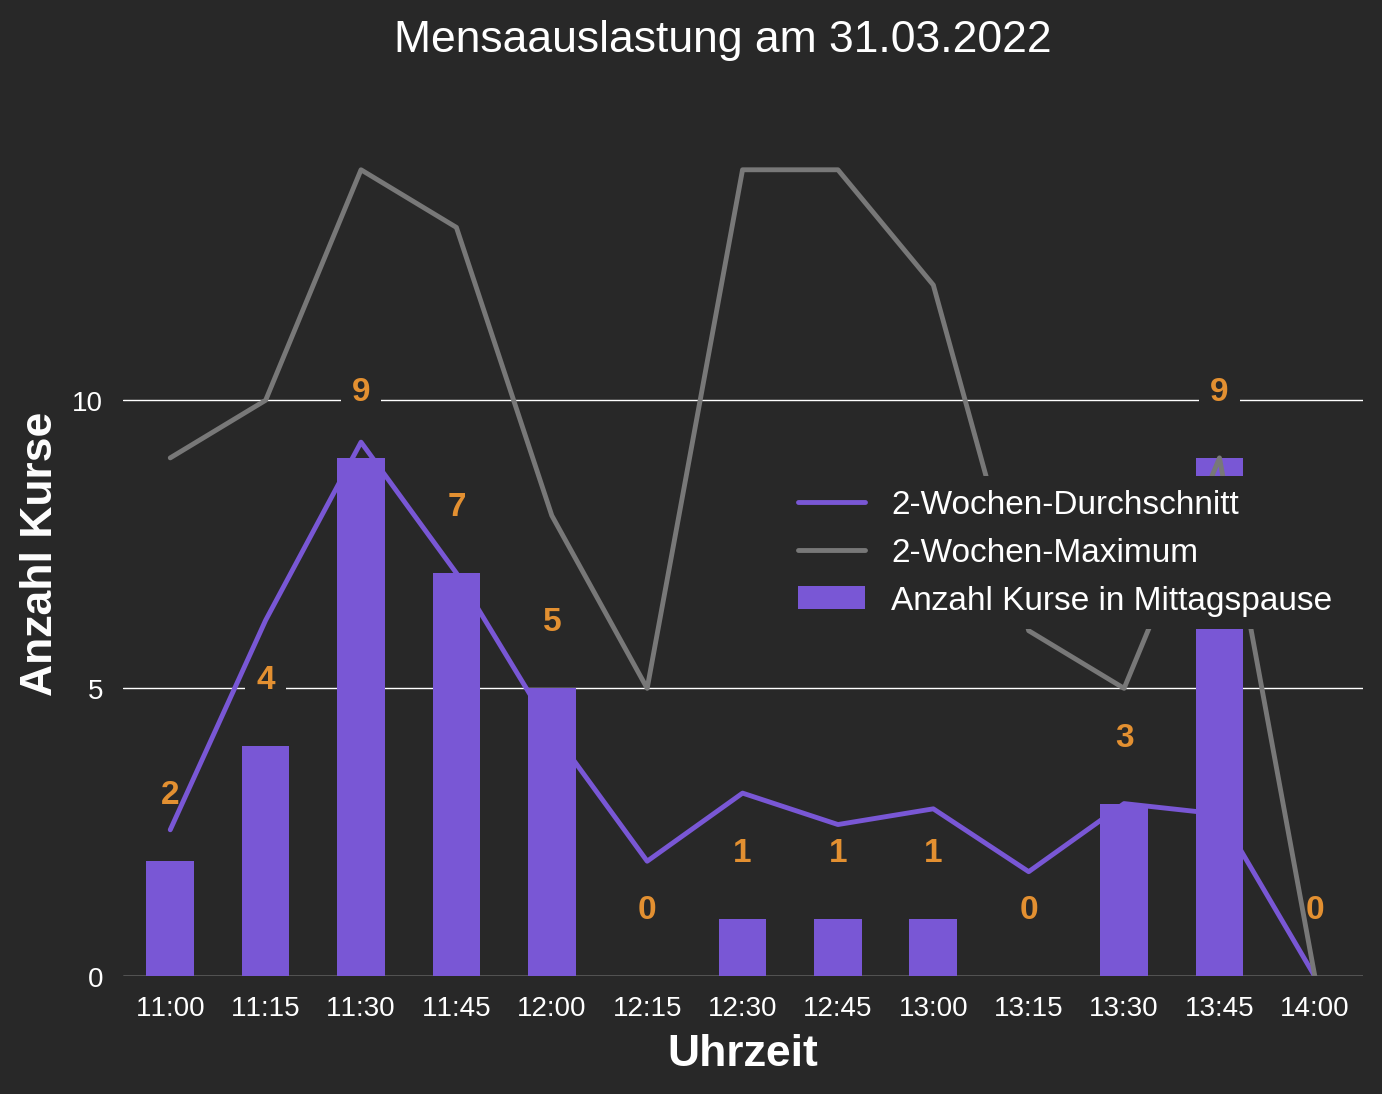 Mensaauslastung am 31.03.2022
Anzahl Kurse
10
5
0
9
9
7
5
4
3
2
1
1
1
0
0
0
2-Wochen-Durchschnitt
2-Wochen-Maximum
Anzahl Kurse in Mittagspause
11:00 11:15 11:30 11:45 12:00 12:15 12:30 12:45 13:00 13:15 13:30 13:45 14:00
Uhrzeit